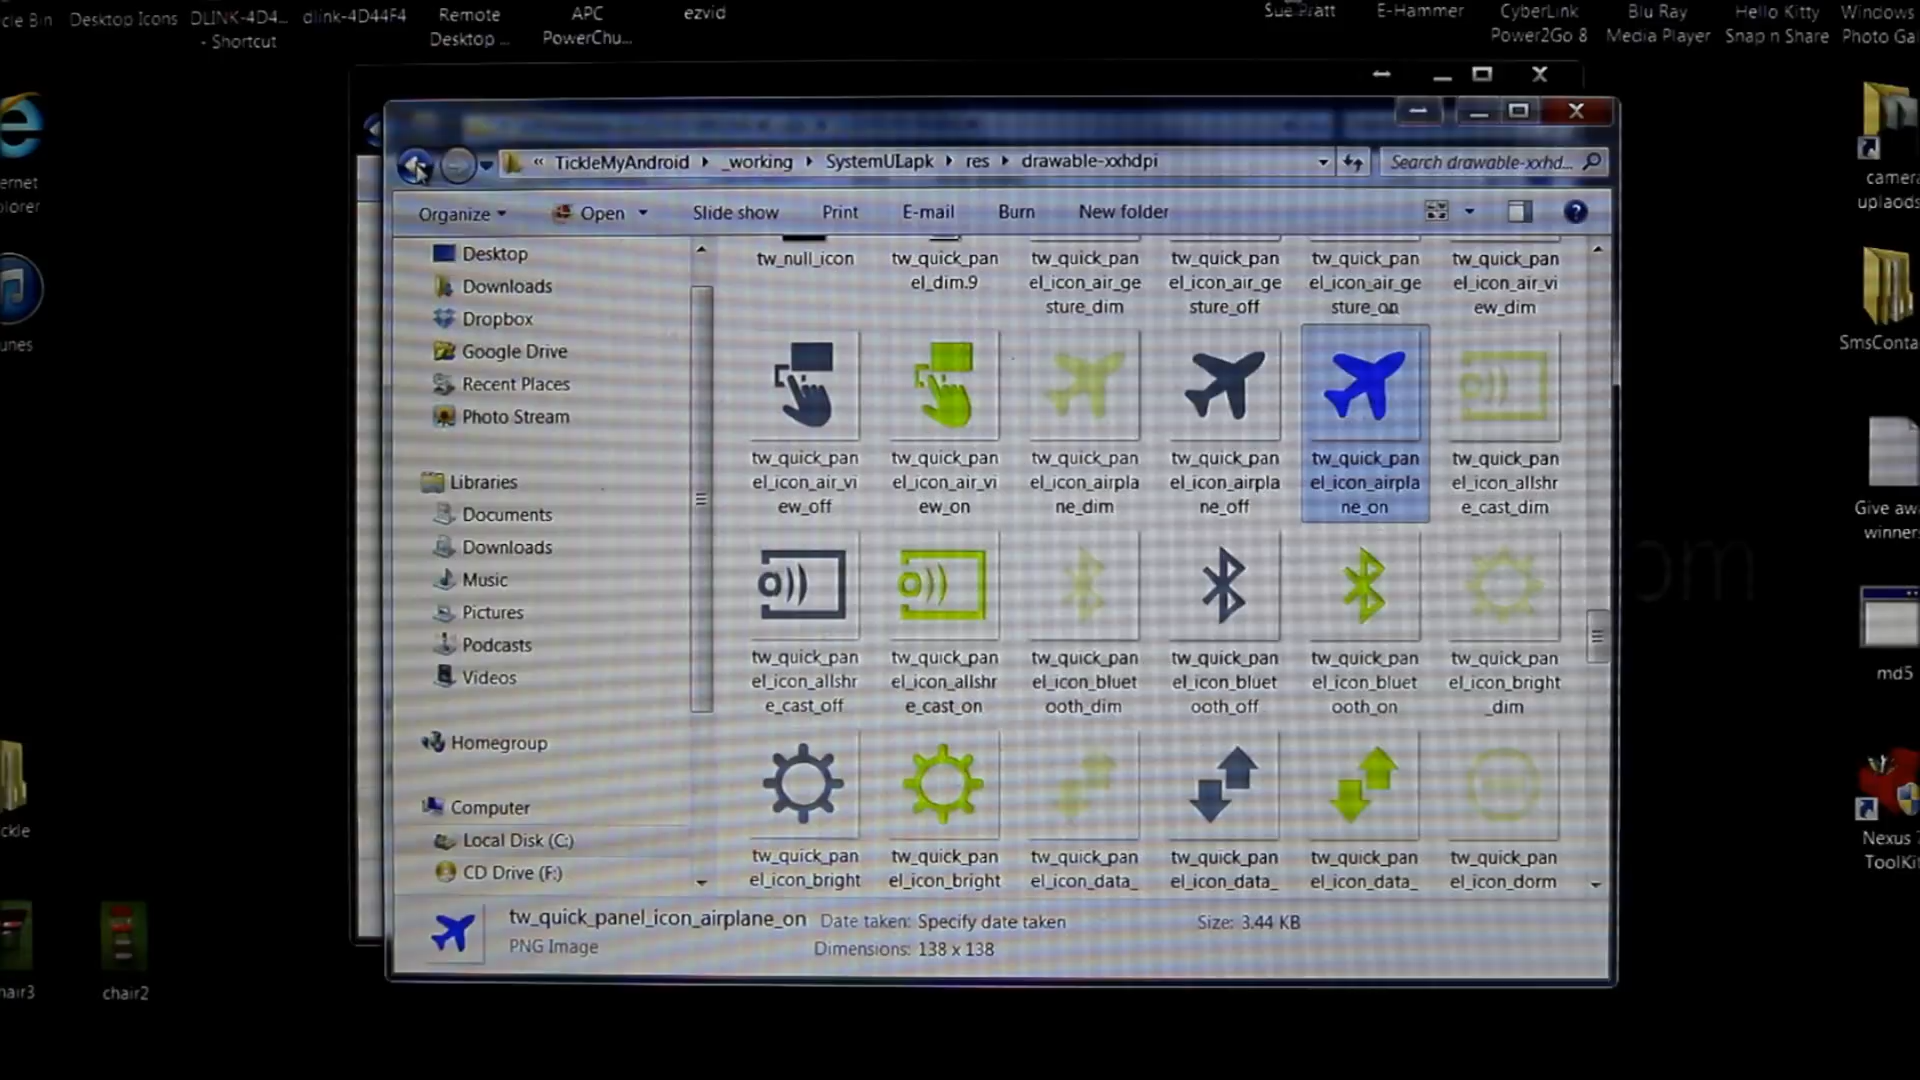 cle Bin
Desktop Icons
DLINK-4D4...
- Shortcut
dlink-4D44F4
Remote
Desktop ...
APC
PowerChu...
ezvid
Sue Pratt
E-Hammer
CyberLink
Power2Go 8
Blu Ray
Media Player
Hello Kitty
Snap n Share
Windows
Photo Gal
ernet
plorer
unes
ckle
hair3
chair2
« TickleMyAndroid
_working
SystemUI.apk
res
drawable-xxhdpi
Search drawable-xxhd...
Organize
Open
Slide show
Print
E-mail
Burn
New folder
Desktop
Downloads
Dropbox
Google Drive
Recent Places
Photo Stream
Libraries
Documents
Downloads
Music
Pictures
Podcasts
Videos
Homegroup
Computer
Local Disk (C:)
CD Drive (F:)
tw_null_icon
tw_quick_pan
el_dim.9
tw_quick_pan
el_icon_air_ge
sture_dim
tw_quick_pan
el_icon_air_ge
sture_off
tw_quick_pan
el_icon_air_ge
sture_on
tw_quick_pan
el_icon_air_vi
ew_dim
tw_quick_pan
el_icon_air_vi
ew_off
tw_quick_pan
el_icon_air_vi
ew_on
tw_quick_pan
el_icon_airpla
ne_dim
tw_quick_pan
el_icon_airpla
ne_off
tw_quick_pan
el_icon_airpla
ne_on
tw_quick_pan
el_icon_allshr
e_cast_dim
tw_quick_pan
el_icon_allshr
e_cast_off
tw_quick_pan
el_icon_allshr
e_cast_on
tw_quick_pan
el_icon_bluet
ooth_dim
tw_quick_pan
el_icon_bluet
ooth_off
tw_quick_pan
el_icon_bluet
ooth_on
tw_quick_pan
el_icon_bright
_dim
tw_quick_pan
el_icon_bright
tw_quick_pan
el_icon_bright
tw_quick_pan
el_icon_data_
tw_quick_pan
el_icon_data_
tw_quick_pan
el_icon_data_
tw_quick_pan
el_icon_dorm
tw_quick_panel_icon_airplane_on
PNG Image
Date taken: Specify date taken
Dimensions: 138 x 138
Size: 3.44 KB
om
camera
uplaods
SmsConta
Give awa
winners
md5
Nexus 7
ToolKit